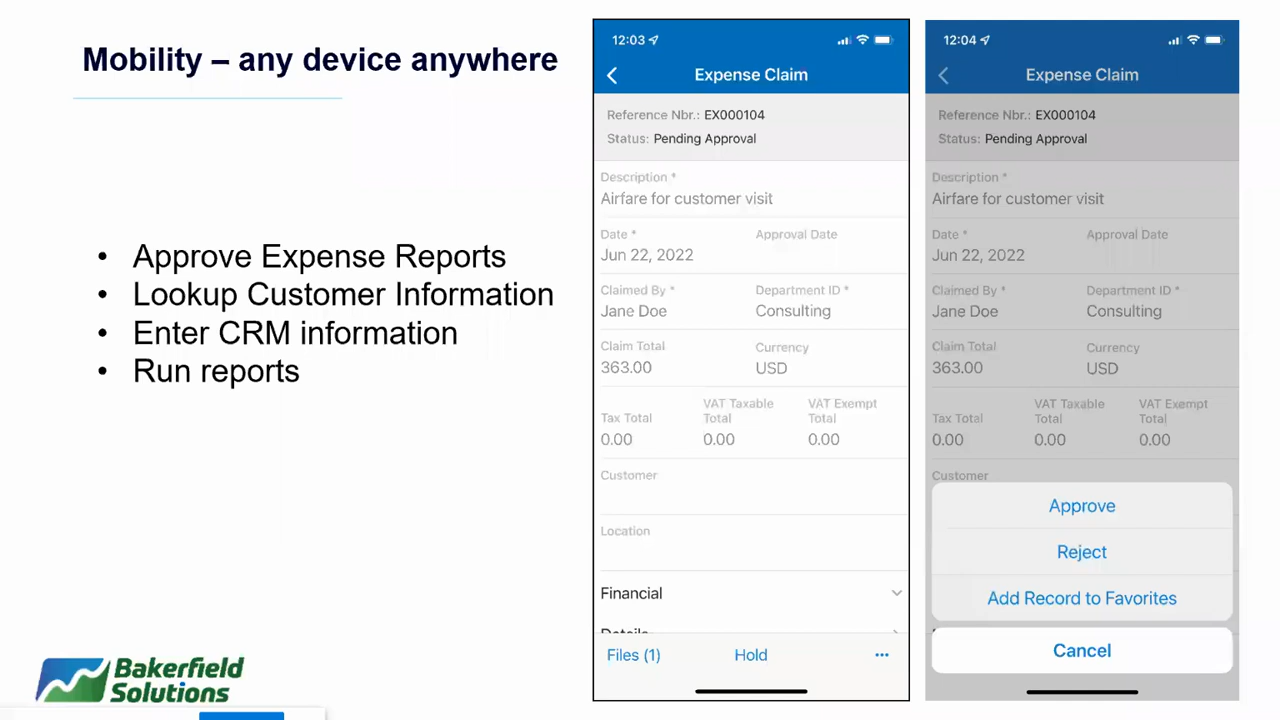 Mobility – any device anywhere
• Approve Expense Reports
• Lookup Customer Information
• Enter CRM information
• Run reports
Bakerfield
Solutions
12:03
Expense Claim
Reference Nbr.: EX000104
Status: Pending Approval
Description *
Airfare for customer visit
Date * Approval Date
Jun 22, 2022
Claimed By * Department ID *
Jane Doe Consulting
Claim Total Currency
363.00 USD
Tax Total VAT Taxable Total VAT Exempt Total
0.00 0.00 0.00
Customer
Location
Financial
Details
Files (1) Hold •••
12:04
Expense Claim
Reference Nbr.: EX000104
Status: Pending Approval
Description *
Airfare for customer visit
Date * Approval Date
Jun 22, 2022
Claimed By * Department ID *
Jane Doe Consulting
Claim Total Currency
363.00 USD
Tax Total VAT Taxable Total VAT Exempt Total
0.00 0.00 0.00
Customer
Approve
Reject
Add Record to Favorites
Cancel